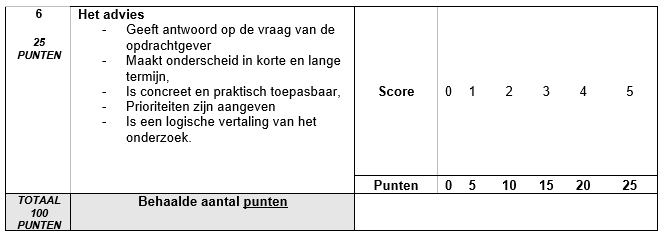 6 Het advies
25 PUNTEN
- Geeft antwoord op de vraag van de
opdrachtgever
- Maakt onderscheid in korte en lange
termijn,
- Is concreet en praktisch toepasbaar,
- Prioriteiten zijn aangeven
- Is een logische vertaling van het
onderzoek.
Score 0 1 2 3 4 5
Punten 0 5 10 15 20 25
TOTAAL
100
PUNTEN
Behaalde aantal punten